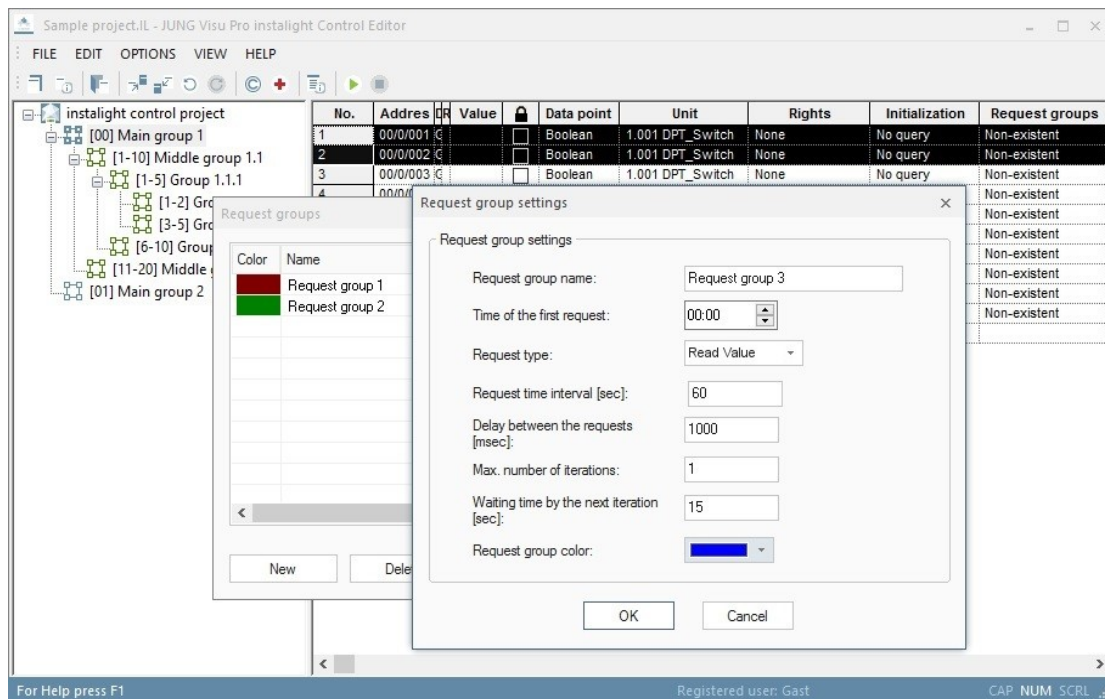 Sample project.IL - JUNG Visu Pro instalight Control Editor
FILE EDIT OPTIONS VIEW HELP
instalight control project
[00] Main group 1
[1-10] Middle group 1.1
[1-5] Group 1.1.1
[1-2] Gro
[3-5] Gro
[6-10] Group
[11-20] Middle
[01] Main group 2
No. Addres D R Value Data point Unit Rights Initialization Request groups
1 00/0/001 C Boolean 1.001 DPT_Switch None No query Non-existent
2 00/0/002 C Boolean 1.001 DPT_Switch None No query Non-existent
3 00/0/003 C Boolean 1.001 DPT_Switch None No query Non-existent
4 Non-existent
Non-existent
Non-existent
Non-existent
Non-existent
Non-existent
Non-existent
Request groups
Color Name
Request group 1
Request group 2
New Dele
Request group settings
Request group settings
Request group name: Request group 3
Time of the first request: 00:00
Request type: Read Value
Request time interval [sec]: 60
Delay between the requests
[msec]: 1000
Max. number of iterations: 1
Waiting time by the next iteration
[sec]: 15
Request group color:
OK Cancel
For Help press F1 Registered user: Gast CAP NUM SCRL